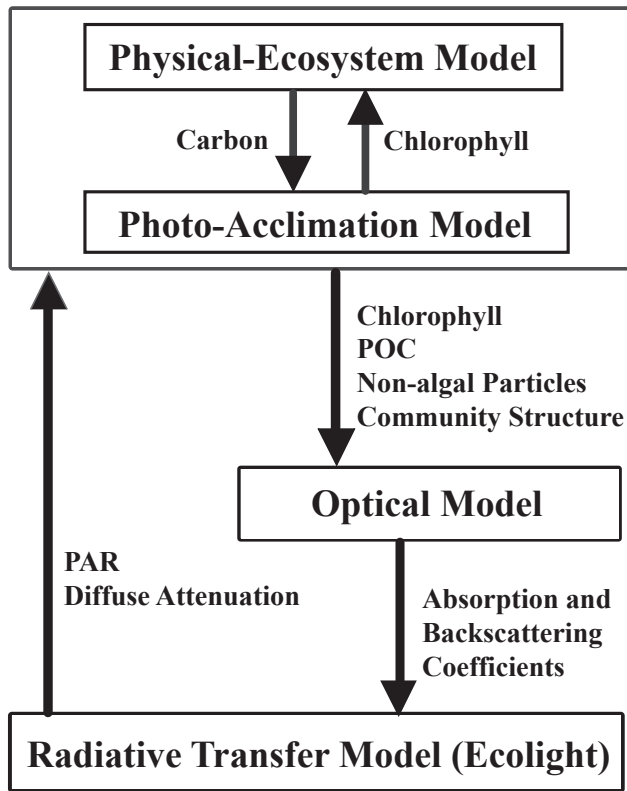 Physical-Ecosystem Model
Carbon
Chlorophyll
Photo-Acclimation Model
Chlorophyll
POC
Non-algal Particles
Community Structure
Optical Model
PAR
Diffuse Attenuation
Absorption and
Backscattering
Coefficients
Radiative Transfer Model (Ecolight)